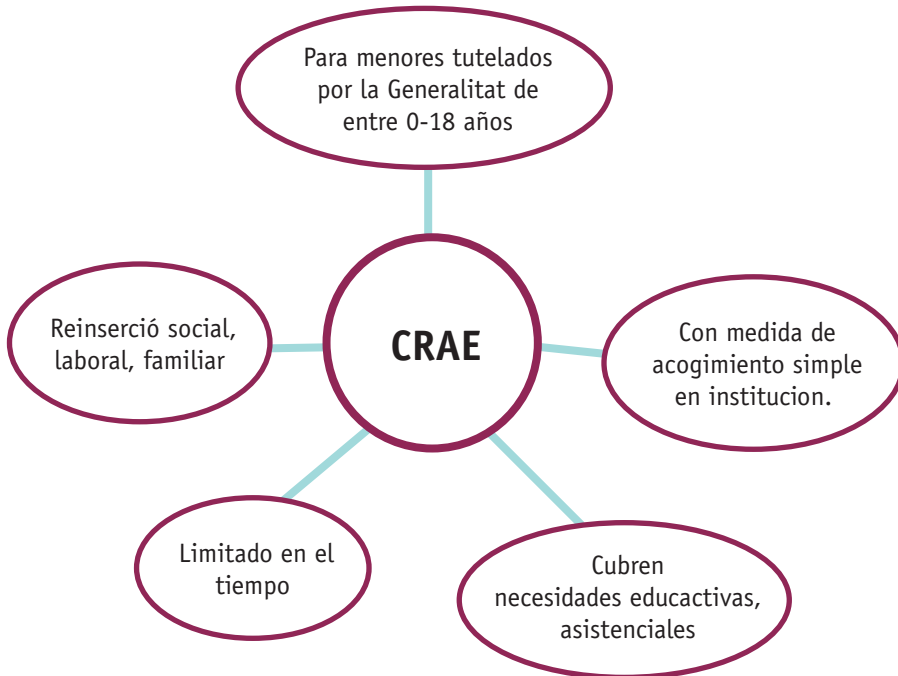 Para menores tutelados
por la Generalitat de
entre 0-18 años
Reinserció social,
laboral, familiar
CRAE
Con medida de
acogimiento simple
en institucion.
Limitado en el
tiempo
Cubren
necesidades educactivas,
asistenciales